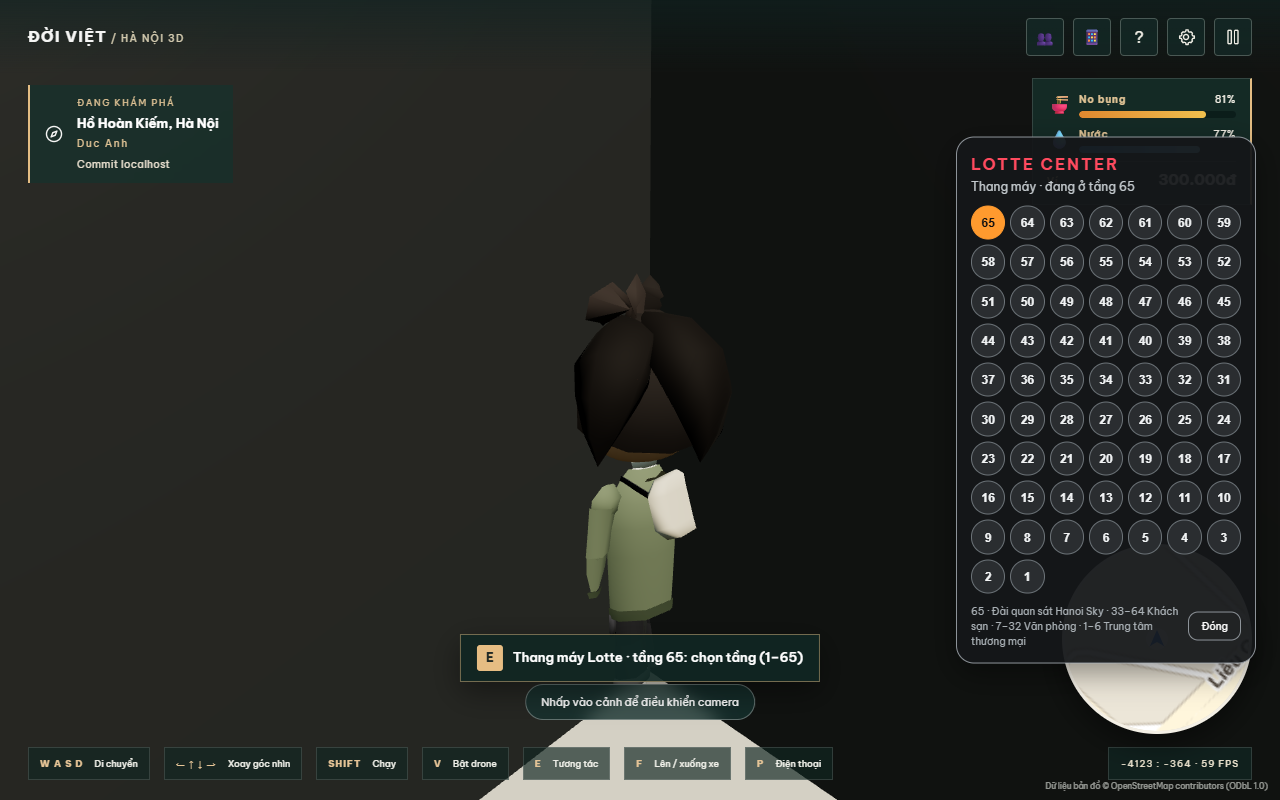 ĐỜI VIỆT / HÀ NỘI 3D
?
ĐANG KHÁM PHÁ
Hồ Hoàn Kiếm, Hà Nội
Duc Anh
Commit localhost
No bụng 81%
Nước 77%
300.000đ
LOTTE CENTER
Thang máy · đang ở tầng 65
65 64 63 62 61 60 59
58 57 56 55 54 53 52
51 50 49 48 47 46 45
44 43 42 41 40 39 38
37 36 35 34 33 32 31
30 29 28 27 26 25 24
23 22 21 20 19 18 17
16 15 14 13 12 11 10
9 8 7 6 5 4 3
2 1
65 · Đài quan sát Hanoi Sky · 33–64 Khách
sạn · 7–32 Văn phòng · 1–6 Trung tâm
thương mại
Đóng
E Thang máy Lotte · tầng 65: chọn tầng (1–65)
Nhấp vào cảnh để điều khiển camera
W A S D Di chuyển
←↑↓→ Xoay góc nhìn
SHIFT Chạy
V Bật drone
E Tương tác
F Lên / xuống xe
P Điện thoại
-4123 : -364 · 59 FPS
Dữ liệu bản đồ © OpenStreetMap contributors (ODbL 1.0)